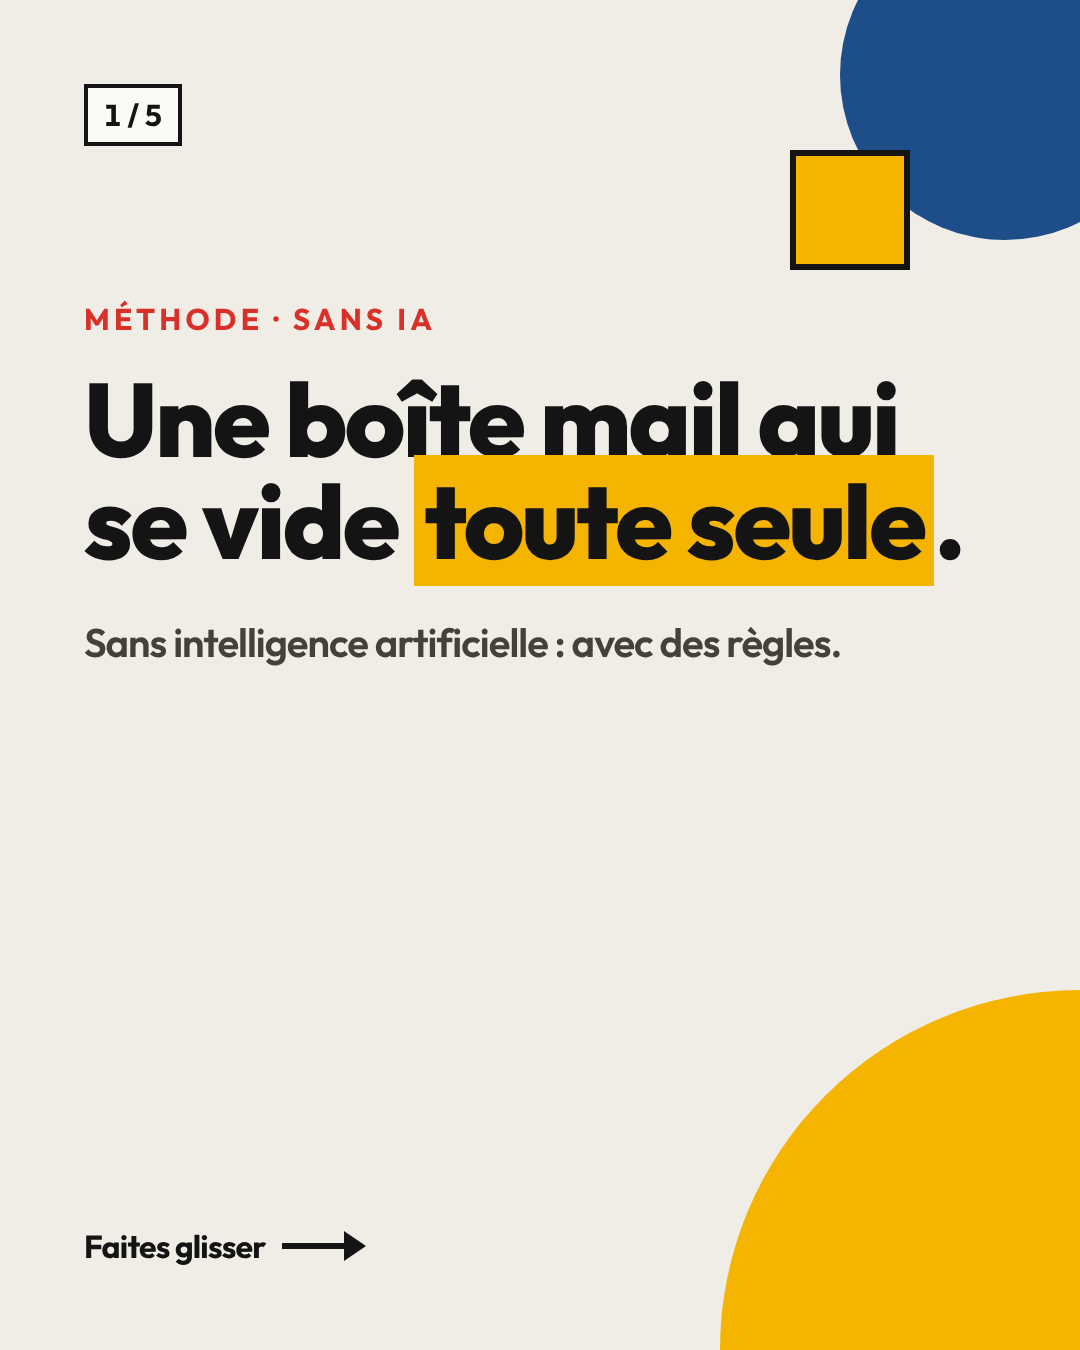 1/5
MÉTHODE · SANS IA
Une boîte mail qui
se vide toute seule.
Sans intelligence artificielle : avec des règles.
Faites glisser